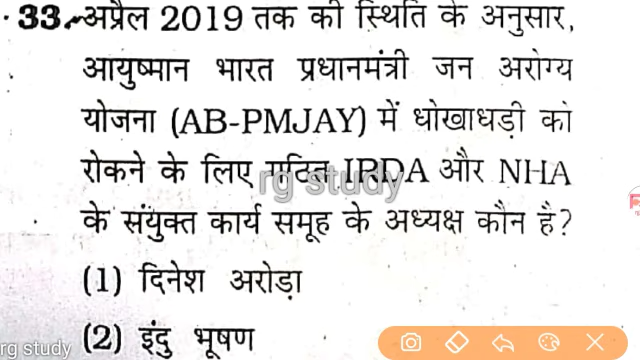 33. अप्रैल 2019 तक की स्थिति के अनुसार,
आयुष्मान भारत प्रधानमंत्री जन अरोग्य
योजना (AB-PMJAY) में धोखाधड़ी को
रोकने के लिए गठित IRDA और NHA
rg study
के संयुक्त कार्य समूह के अध्यक्ष कौन है?
(1) दिनेश अरोड़ा
(2) इंदु भूषण
rg study